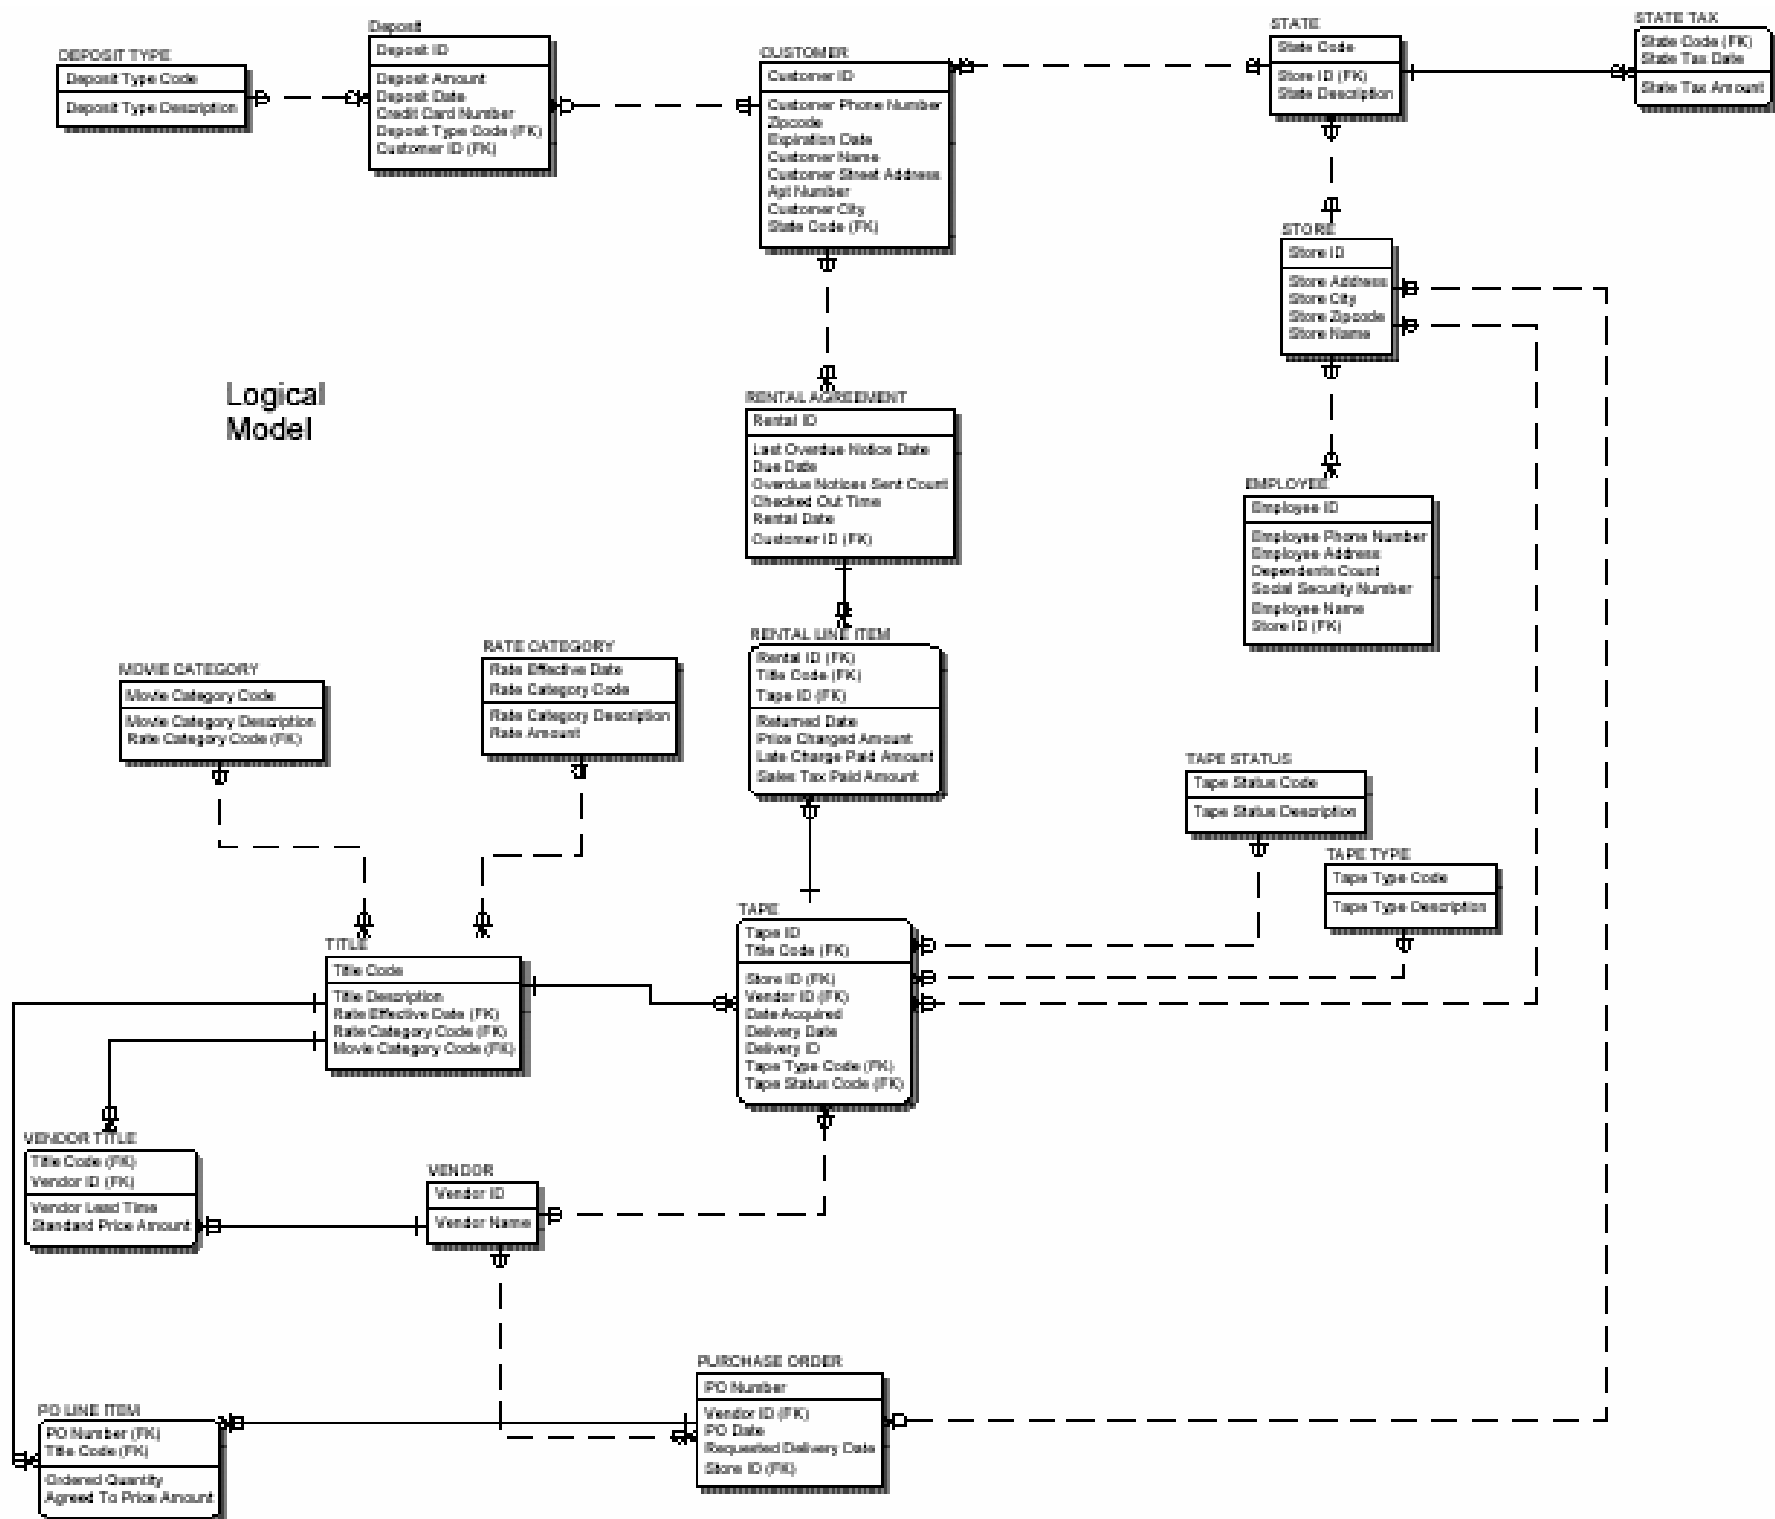 DEPOSIT TYPE
Deposit Type Code
Deposit Type Description
Deposit
Deposit ID
Deposit Amount
Deposit Date
Credit Card Number
Deposit Type Code (FK)
Customer ID (FK)
CUSTOMER
Customer ID
Customer Phone Number
Zipcode
Expiration Date
Customer Name
Customer Street Address
Apt Number
Customer City
State Code (FK)
STATE
State Code
Store ID (FK)
State Description
STATE TAX
State Code (FK)
State Tax Date
State Tax Amount
STORE
Store ID
Store Address
Store City
Store Zipcode
Store Name
Logical
Model
RENTAL AGREEMENT
Rental ID
Last Overdue Notice Date
Due Date
Overdue Notices Sent Count
Checked Out Time
Rental Date
Customer ID (FK)
EMPLOYEE
Employee ID
Employee Phone Number
Employee Address
Dependents Count
Social Security Number
Employee Name
Store ID (FK)
MOVIE CATEGORY
Movie Category Code
Movie Category Description
Rate Category Code (FK)
RATE CATEGORY
Rate Effective Date
Rate Category Code
Rate Category Description
Rate Amount
RENTAL LINE ITEM
Rental ID (FK)
Title Code (FK)
Tape ID (FK)
Returned Date
Price Charged Amount
Late Charge Paid Amount
Sales Tax Paid Amount
TAPE STATUS
Tape Status Code
Tape Status Description
TAPE TYPE
Tape Type Code
Tape Type Description
TITLE
Title Code
Title Description
Rate Effective Date (FK)
Rate Category Code (FK)
Movie Category Code (FK)
TAPE
Tape ID
Title Code (FK)
Store ID (FK)
Vendor ID (FK)
Date Acquired
Delivery Date
Delivery ID
Tape Type Code (FK)
Tape Status Code (FK)
VENDOR TITLE
Title Code (FK)
Vendor ID (FK)
Vendor Lead Time
Standard Price Amount
VENDOR
Vendor ID
Vendor Name
PURCHASE ORDER
PO Number
Vendor ID (FK)
PO Date
Requested Delivery Date
Store ID (FK)
PO LINE ITEM
PO Number (FK)
Title Code (FK)
Ordered Quantity
Agreed To Price Amount